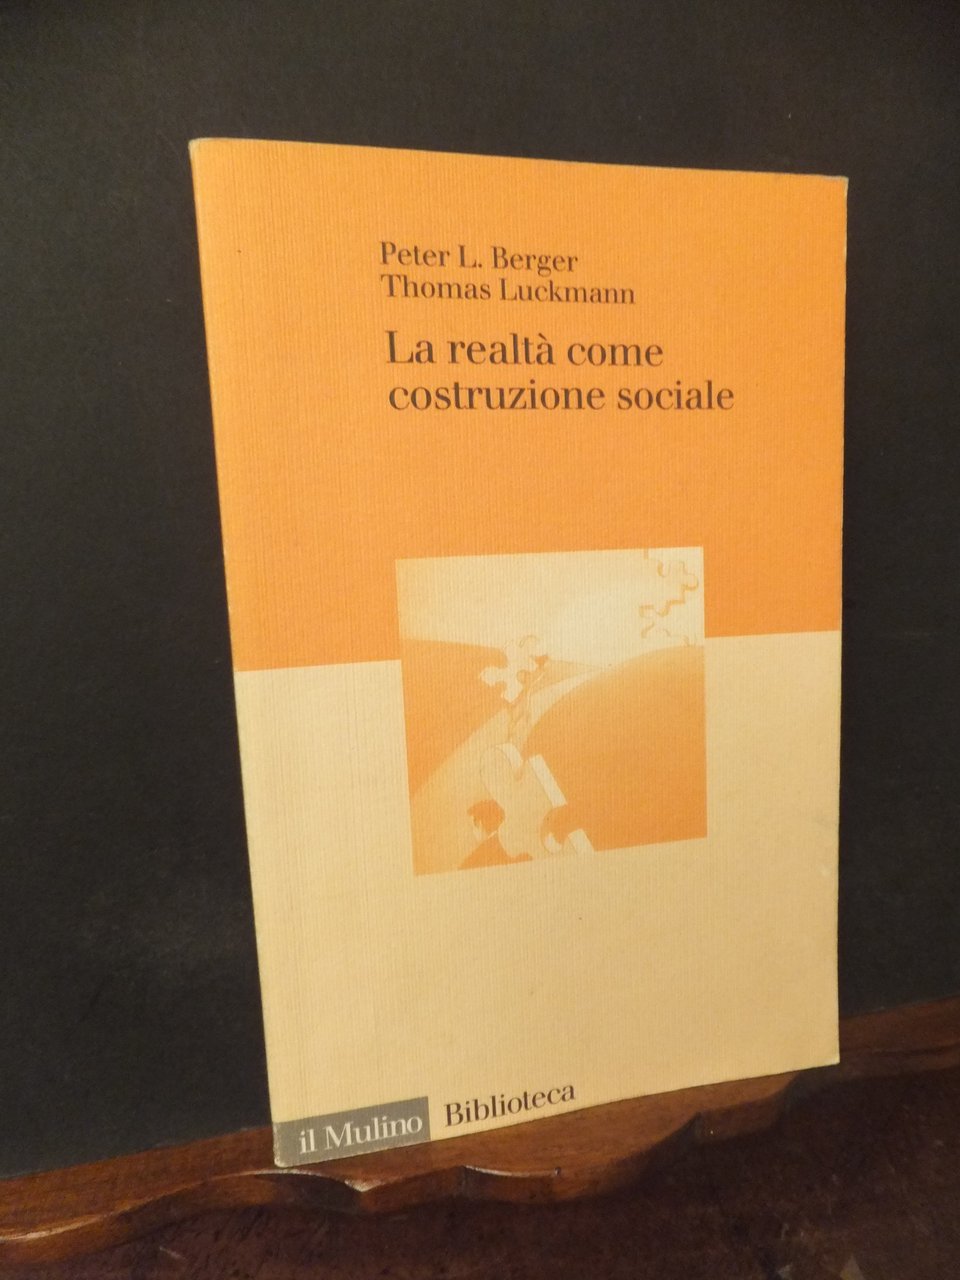 Peter L. Berger
Thomas Luckmann
La realtà come
costruzione sociale
il Mulino Biblioteca